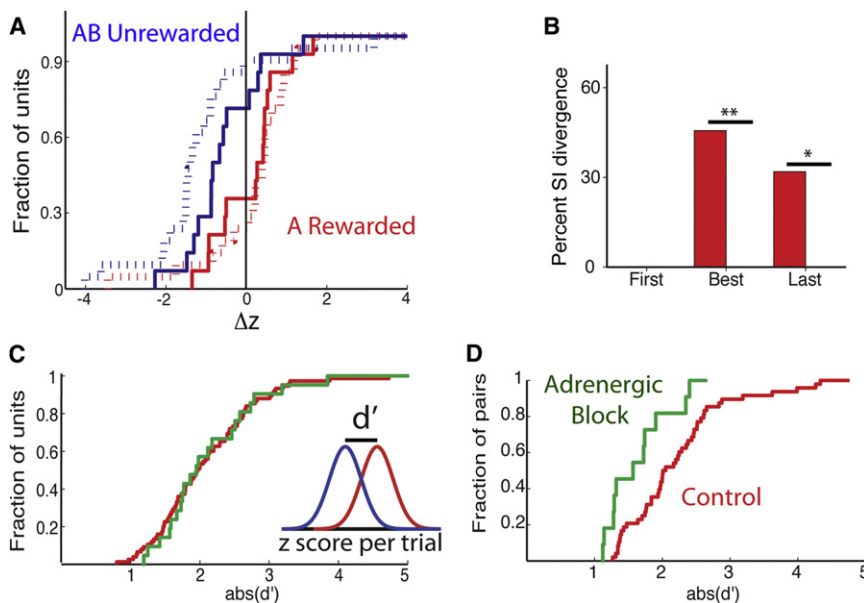 A
AB Unrewarded
Fraction of units
0.9
0.6
0.3
0
A Rewarded
-4
-2
0
2
4
Δz
B
Percent SI divergence
60
30
0
**
*
First
Best
Last
C
Fraction of units
1
0.8
0.6
0.4
0.2
d'
z score per trial
1
2
3
4
5
abs(d')
D
Fraction of pairs
1
0.8
0.6
0.4
0.2
Adrenergic
Block
Control
1
2
3
4
5
abs(d')